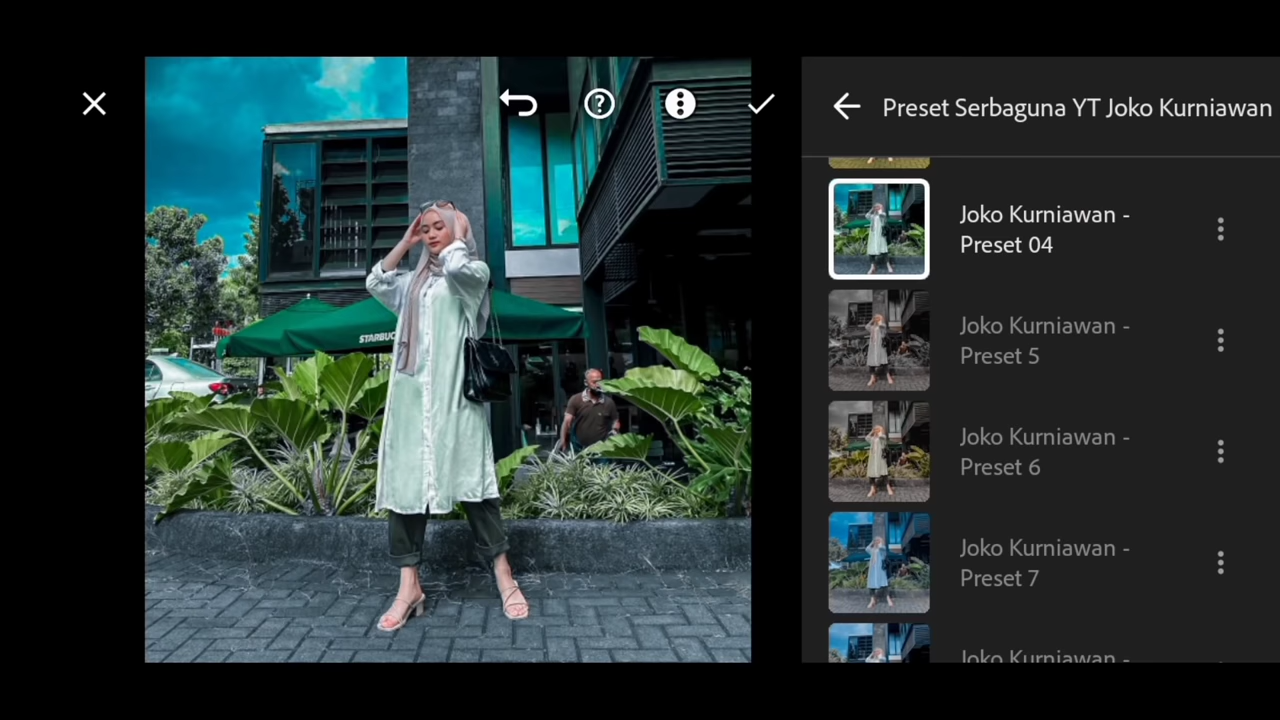 Preset Serbaguna YT Joko Kurniawan
Joko Kurniawan -
Preset 04
Joko Kurniawan -
Preset 5
Joko Kurniawan -
Preset 6
Joko Kurniawan -
Preset 7
Joko Kurniawan -
STARBUC